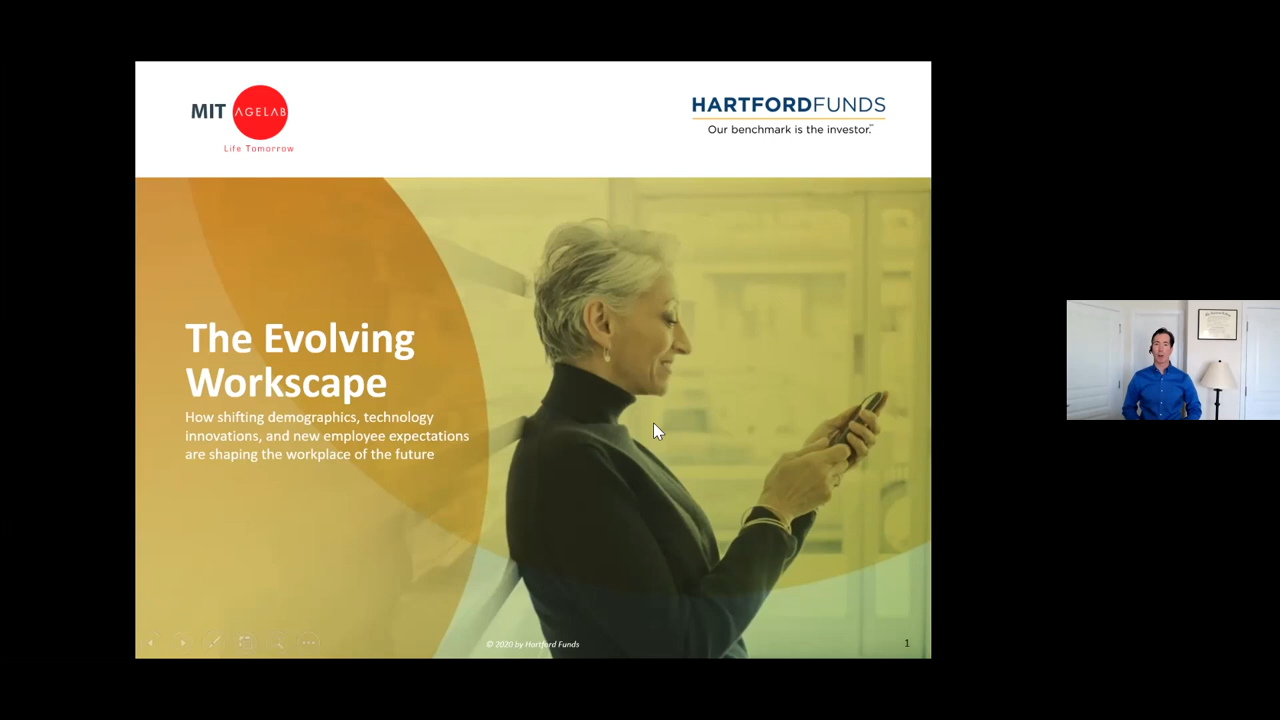 MIT AGELAB
Life Tomorrow
HARTFORDFUNDS
Our benchmark is the investor.℠
The Evolving
Workscape
How shifting demographics, technology
innovations, and new employee expectations
are shaping the workplace of the future
© 2020 by Hartford Funds
1